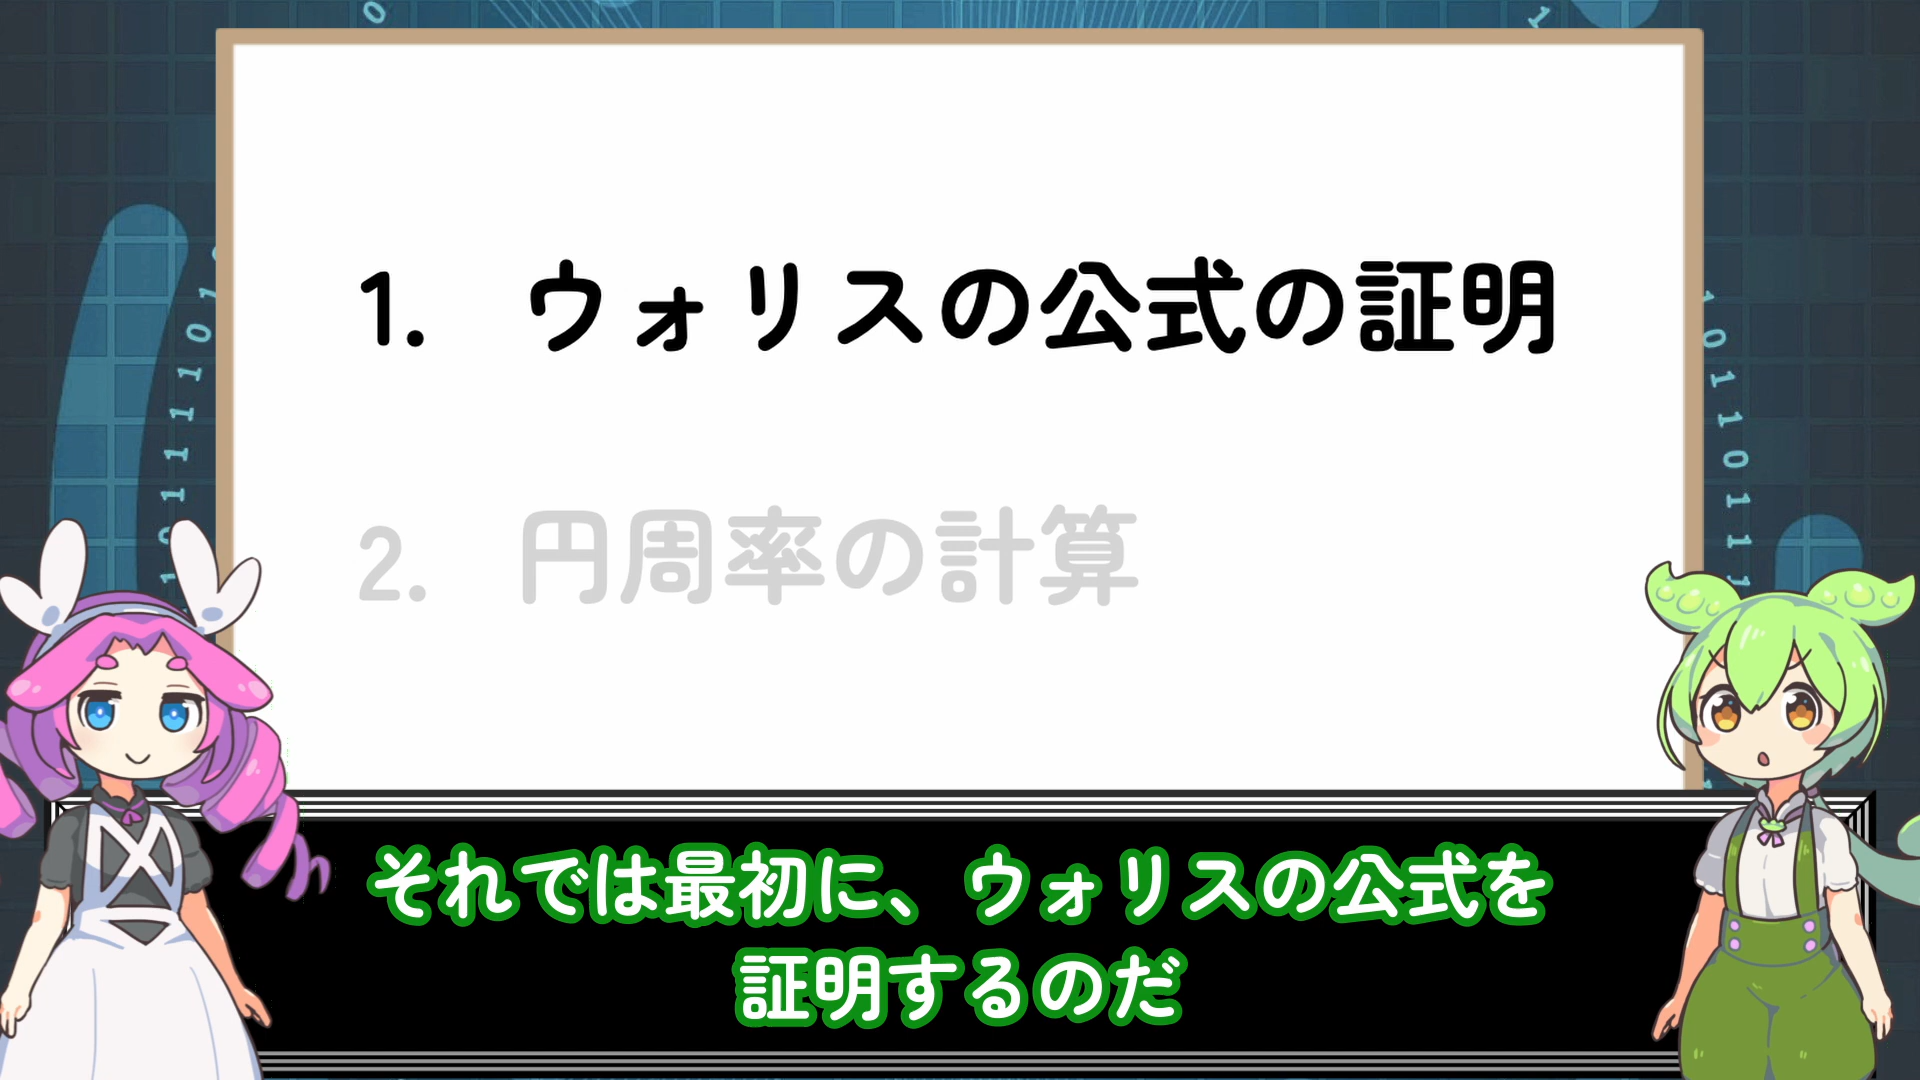 1. ウォリスの公式の証明
2. 円周率の計算
それでは最初に、ウォリスの公式を
証明するのだ